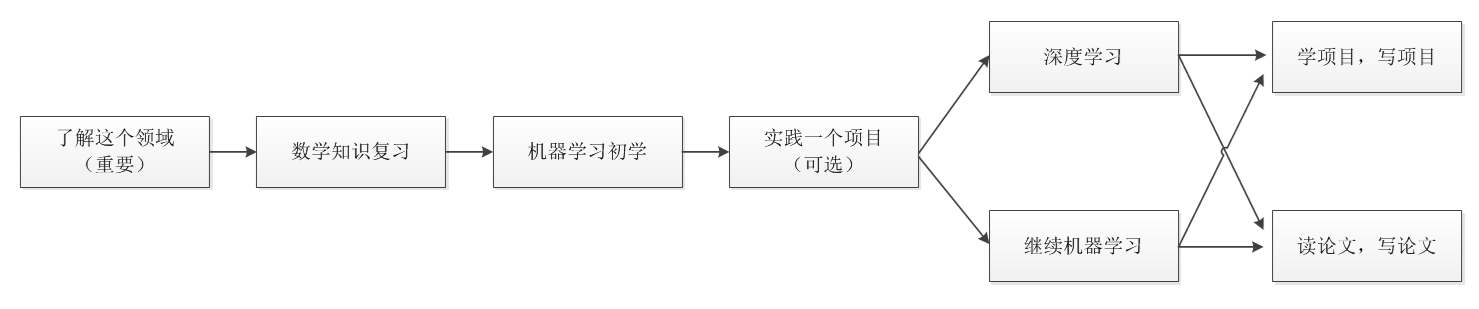 了解这个领域
（重要）
数学知识复习
机器学习初学
实践一个项目
（可选）
深度学习
继续机器学习
学项目，写项目
读论文，写论文